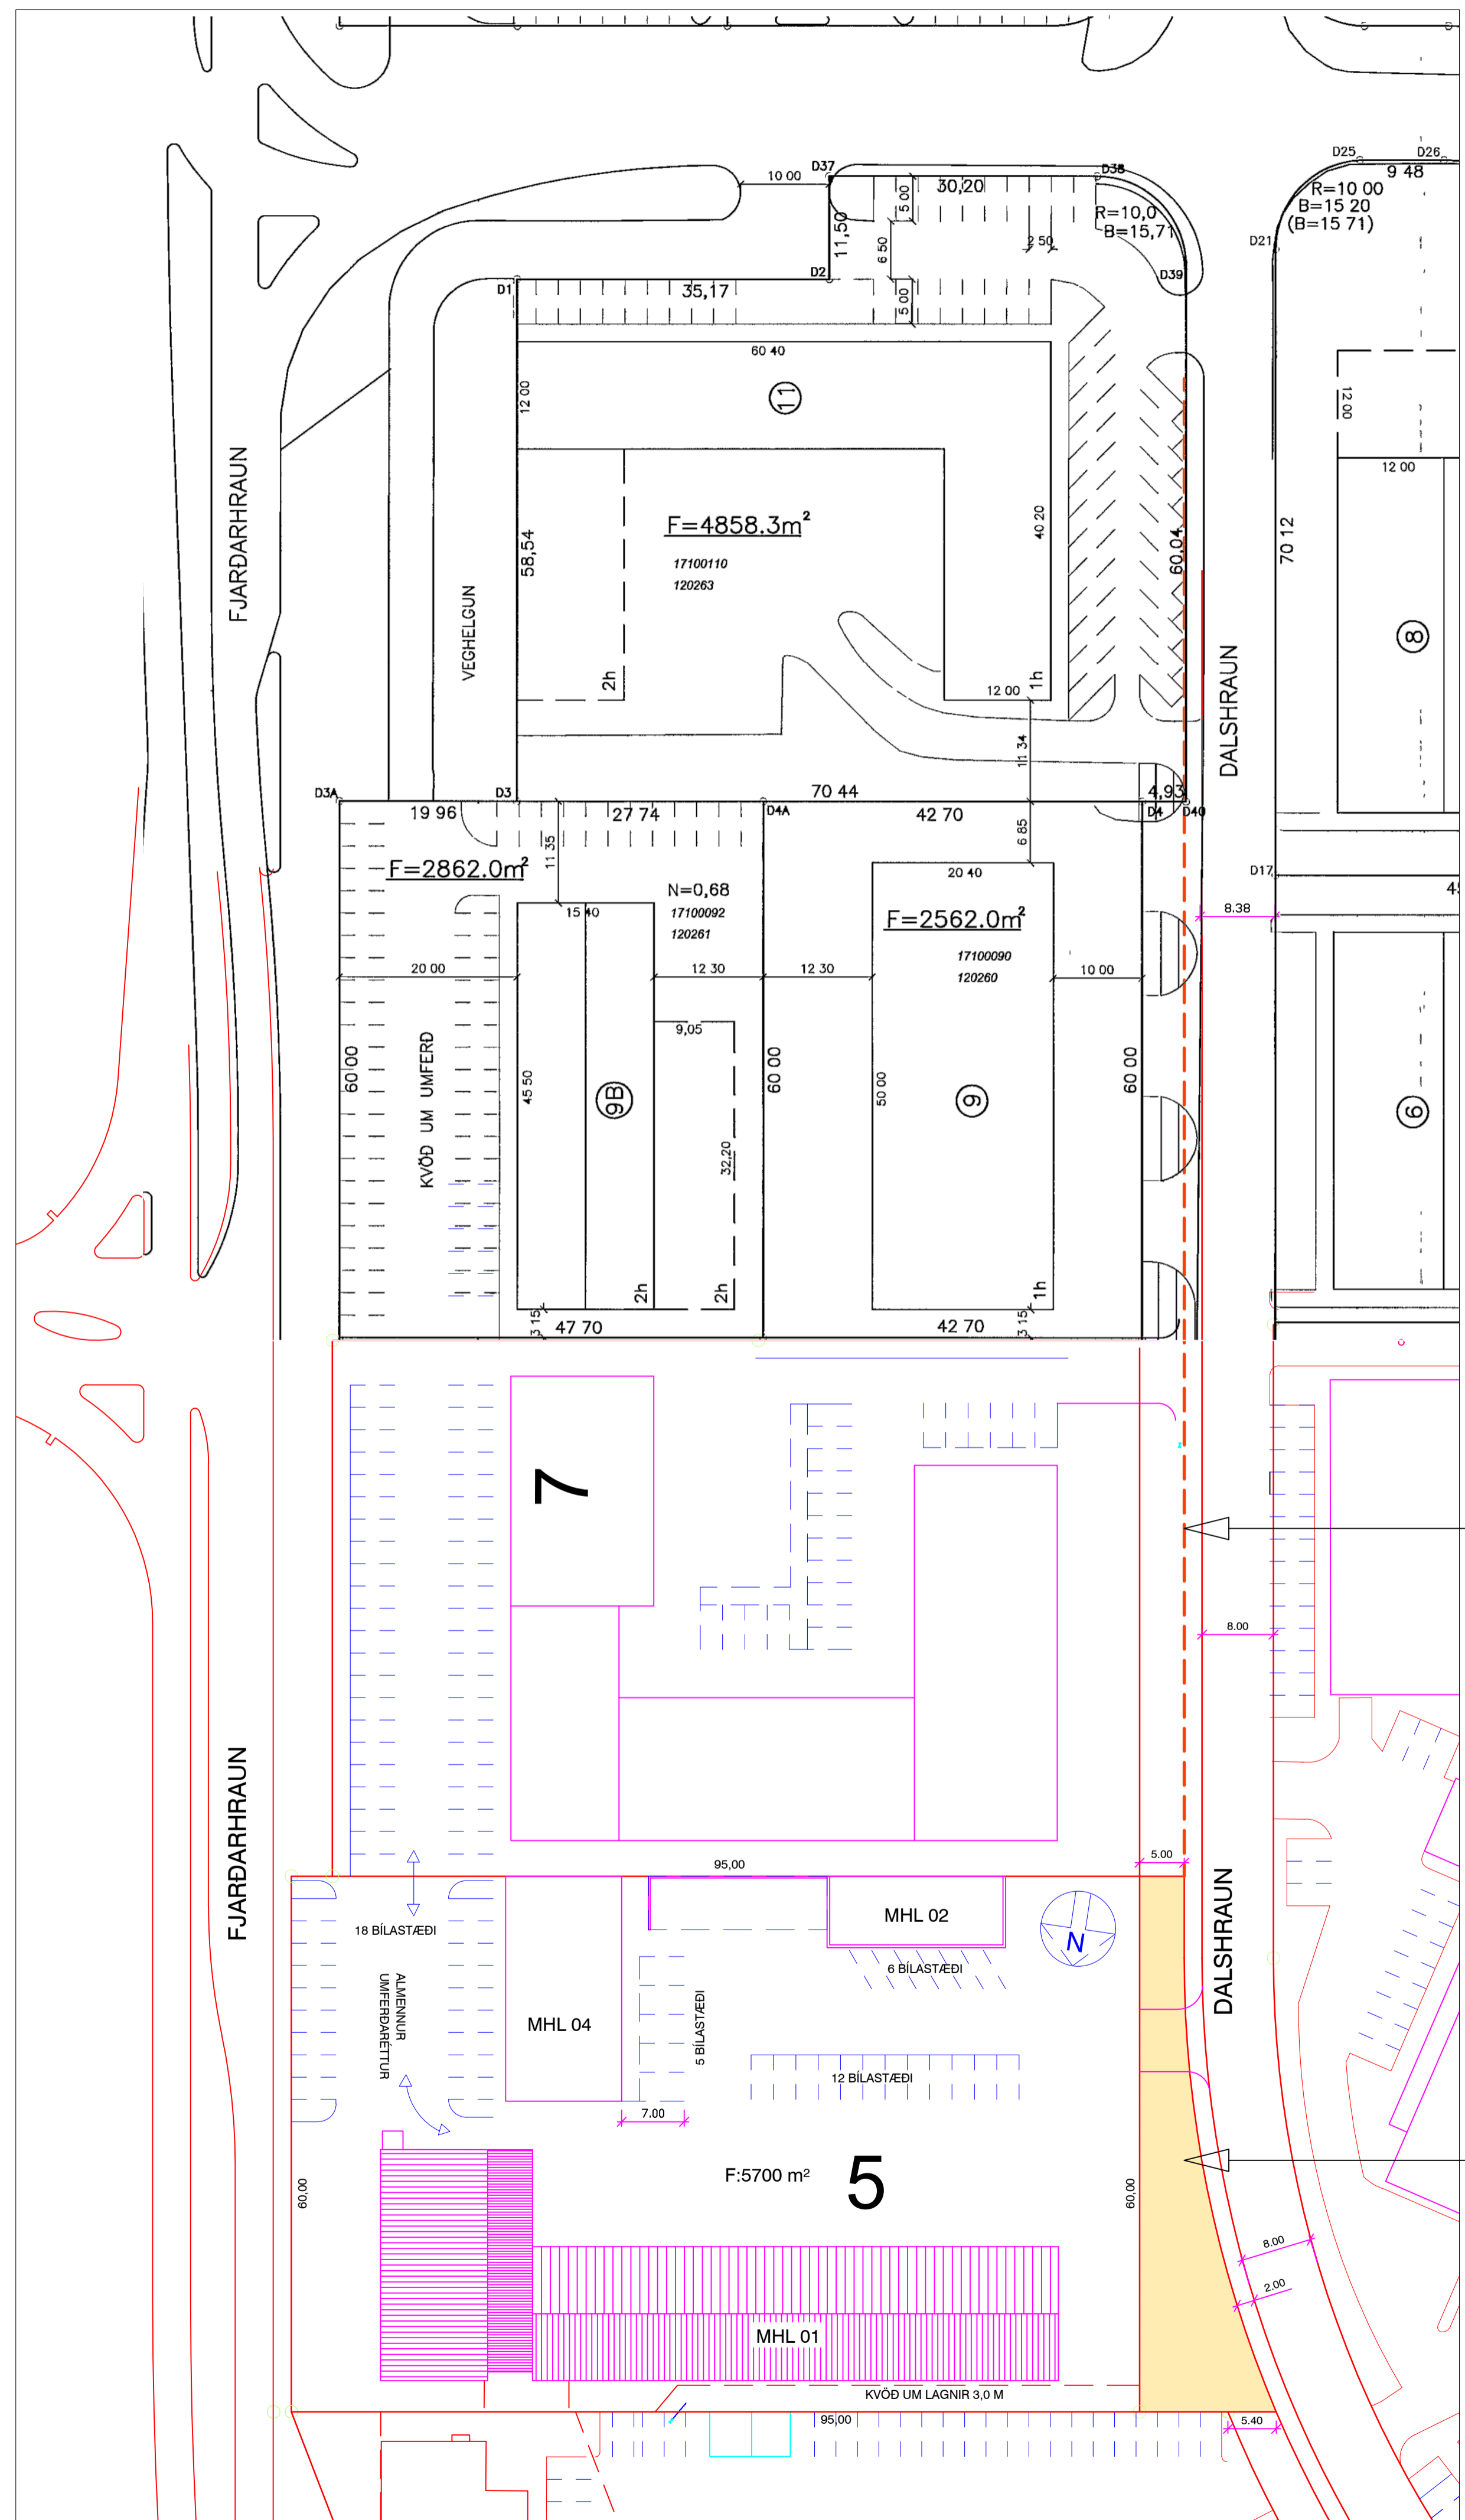 D37
D38
D25
D26
10 00
30,20
9 48
R=10 00
B=15 20
(B=15 71)
R=10,0
B=15,71
5 00
11,50
6 50
2 50
D21
D1
D2
D39
35,17
5 00
60 40
12 00
11
12.00
12 00
FJARÐARHRAUN
F=4858.3m²
17100110
120263
58,54
40 20
60,04
70 12
VEGHELGUN
2h
12 00
1h
8
DALSHRAUN
11 34
D3A
D3
70 44
4,93
19 96
27 74
D4A
42 70
D4
D40
6 85
11 35
F=2862.0m²
N=0,68
17100092
120261
15 40
20 40
F=2562.0m²
17100090
120260
D17
8.38
20 00
12 30
12 30
10 00
9,05
60 00
KVÖÐ UM UMFERÐ
45 50
9B
60 00
50 00
9
60 00
6
32,20
2h
2h
1h
3 15
47 70
42 70
3 15
7
8.00
FJARÐARHRAUN
95,00
5.00
18 BÍLASTÆÐI
MHL 02
N
6 BÍLASTÆÐI
DALSHRAUN
ALMENNUR
UMFERÐARÉTTUR
MHL 04
5 BÍLASTÆÐI
12 BÍLASTÆÐI
7.00
60,00
F:5700 m²
5
60,00
8.00
2.00
MHL 01
KVÖÐ UM LAGNIR 3,0 M
95,00
5.40